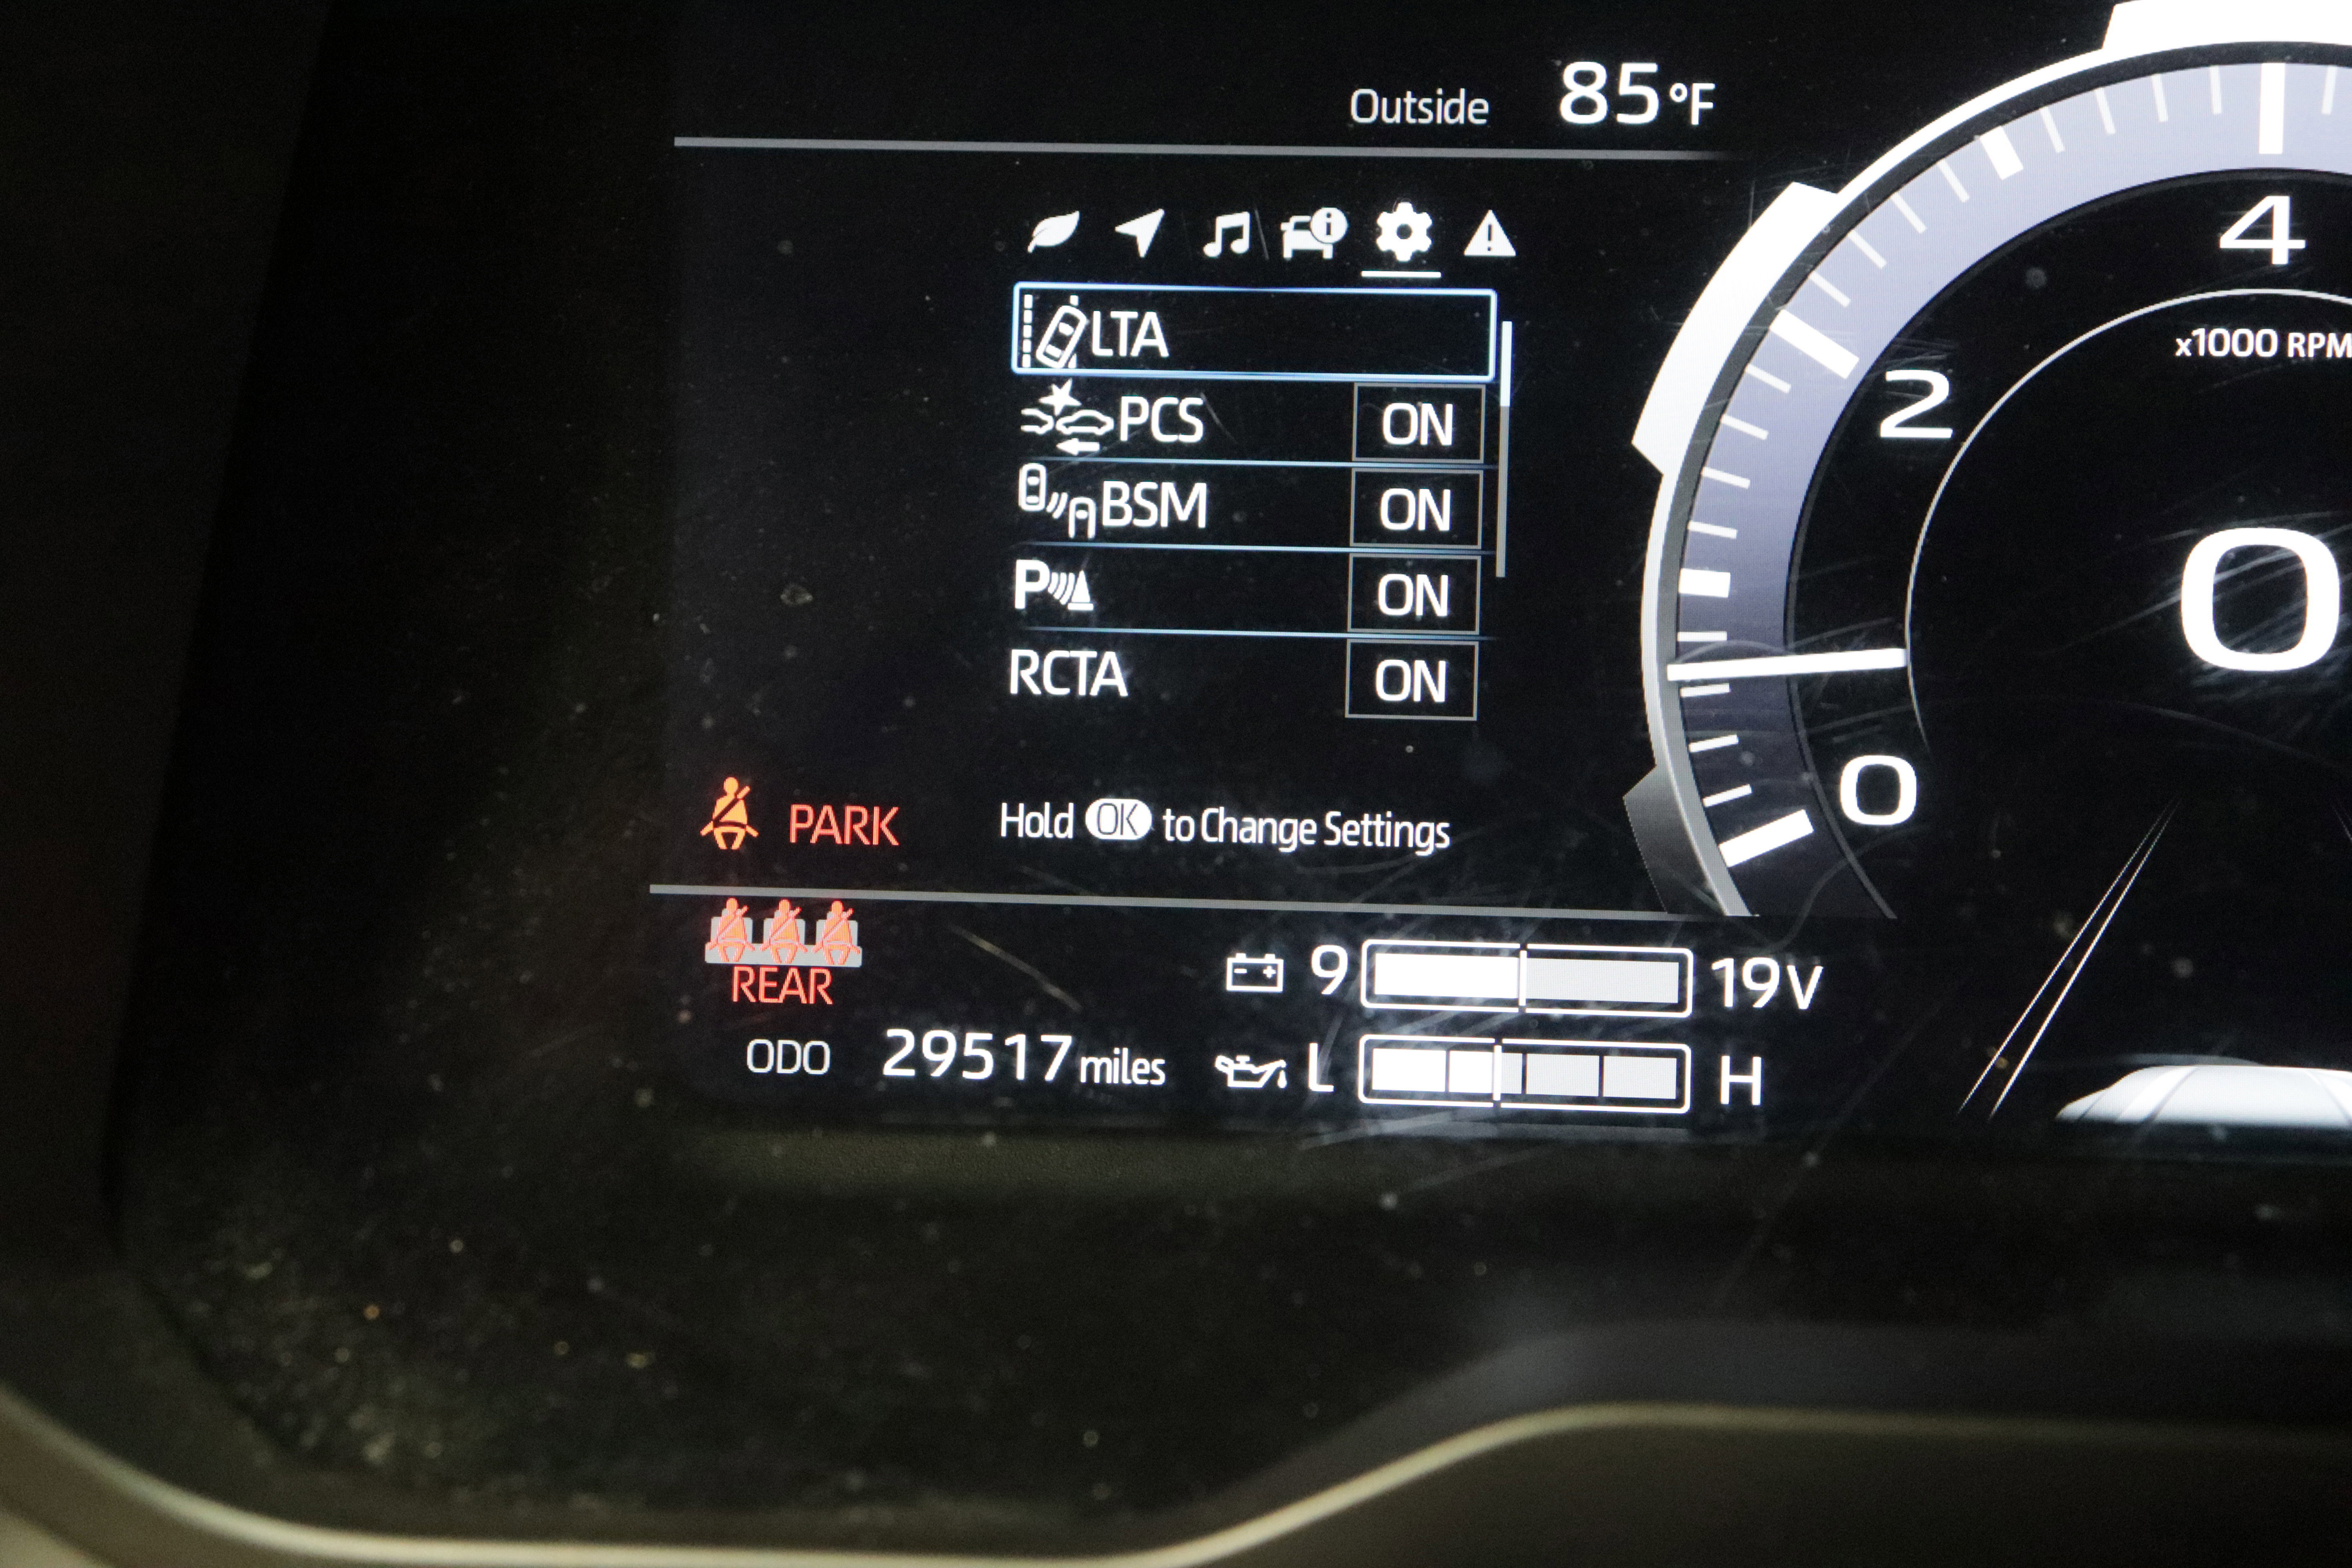 Outside 85°F
4
x1000 RPM
LTA
2
PCS ON
BSM ON
0
P ON
RCTA ON
0
PARK
Hold OK to Change Settings
REAR
9 19V
ODO 29517 miles
L H